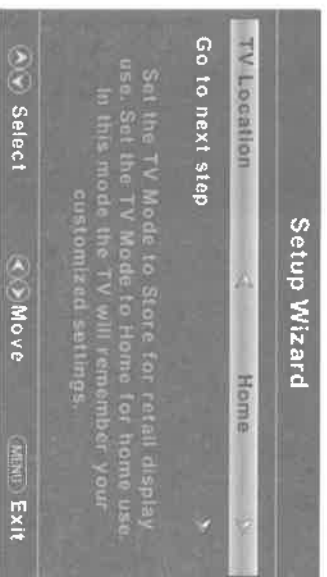 Setup Wizard
TV Location Home
Go to next step
Set the TV Mode to Store for retail display
use. Set the TV Mode to Home for home use.
In this mode the TV will remember your
customized settings.
Select Move MENU Exit